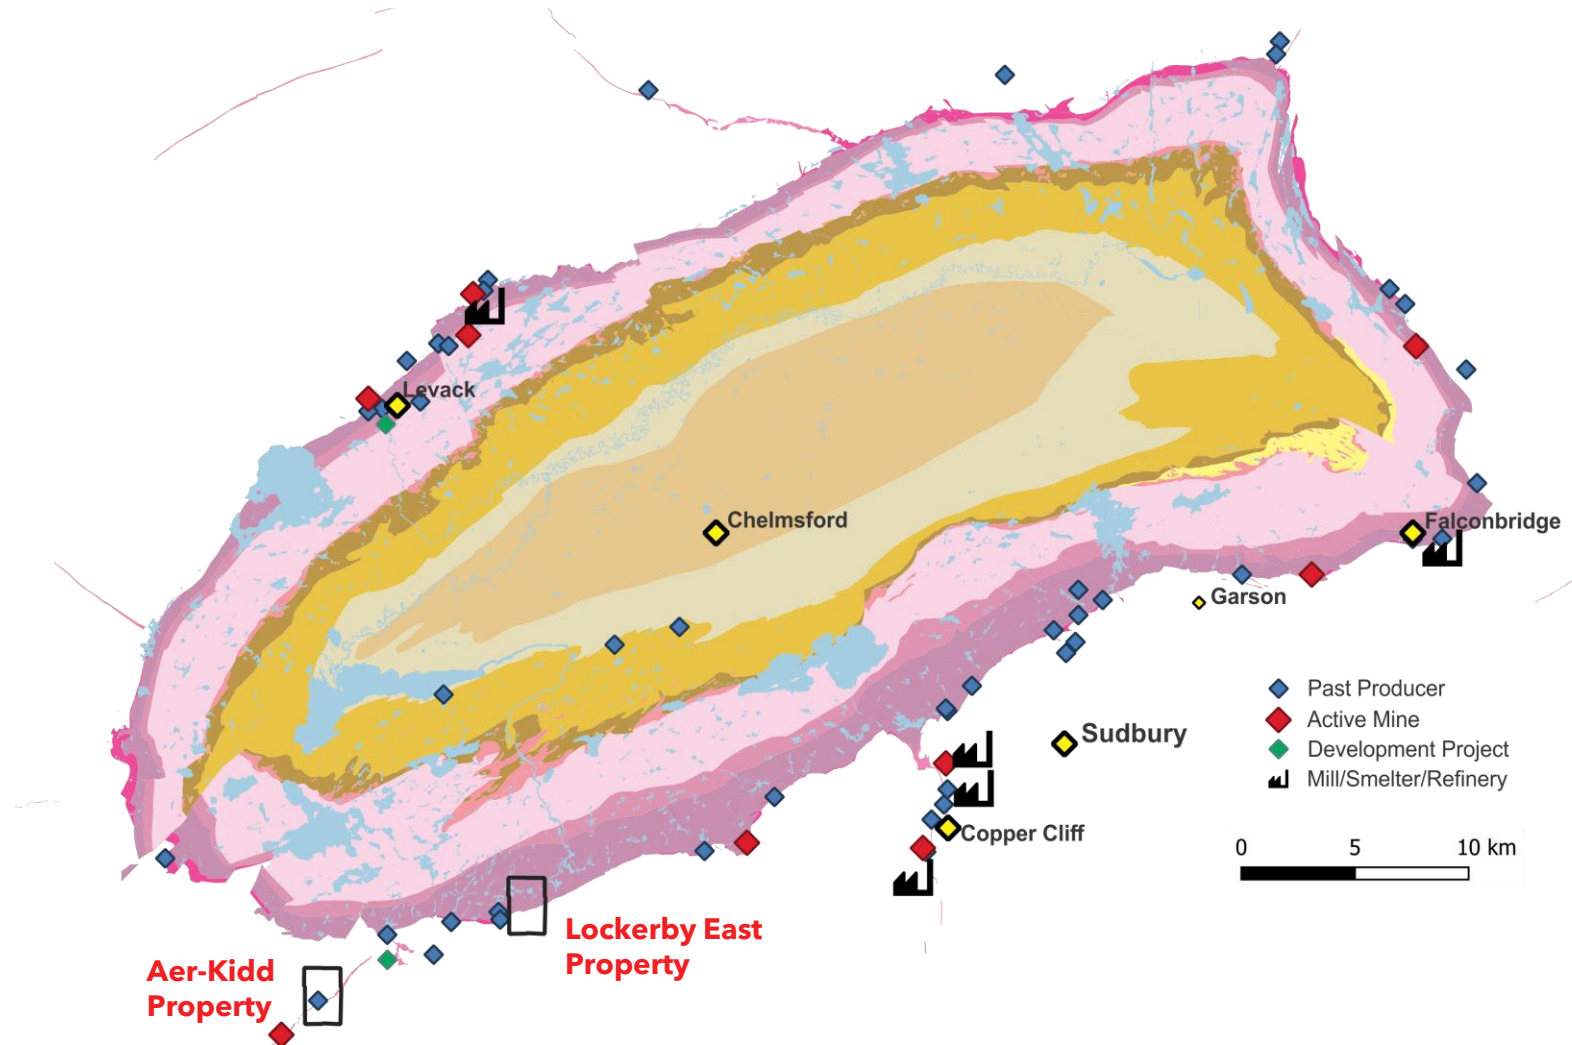 Levack
Chelmsford
Falconbridge
Garson
Past Producer
Active Mine
Development Project
Mill/Smelter/Refinery
Sudbury
Copper Cliff
0 5 10 km
Lockerby East
Property
Aer-Kidd
Property